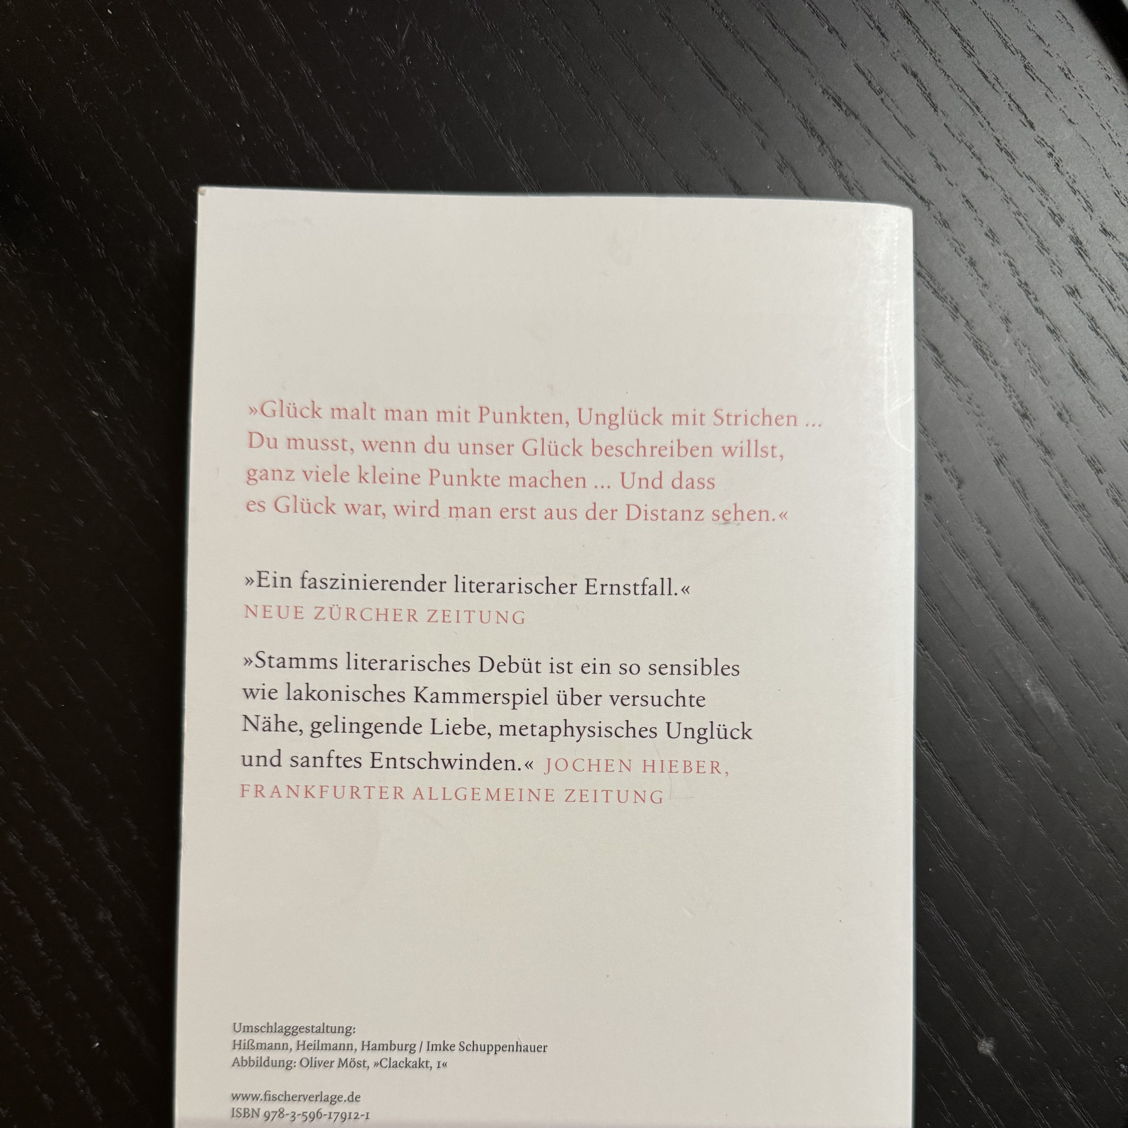 »Glück malt man mit Punkten, Unglück mit Strichen ...
Du musst, wenn du unser Glück beschreiben willst,
ganz viele kleine Punkte machen ... Und dass
es Glück war, wird man erst aus der Distanz sehen.«
»Ein faszinierender literarischer Ernstfall.«
NEUE ZÜRCHER ZEITUNG
»Stamms literarisches Debüt ist ein so sensibles
wie lakonisches Kammerspiel über versuchte
Nähe, gelingende Liebe, metaphysisches Unglück
und sanftes Entschwinden.« JOCHEN HIEBER,
FRANKFURTER ALLGEMEINE ZEITUNG
Umschlaggestaltung:
Hißmann, Heilmann, Hamburg / Imke Schuppenhauer
Abbildung: Oliver Möst, »Clackakt, 1«
www.fischerverlage.de
ISBN 978-3-596-17912-1